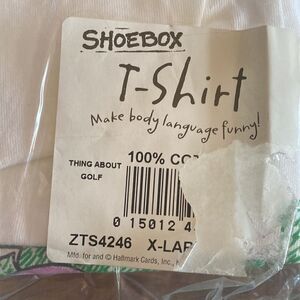 SHOEBOX
T-Shirt
Make body language funny!
THING ABOUT 100% CO
GOLF
0 15012 4
ZTS4246 X-LAR
Mfd. for and © Hallmark Cards, Inc., K